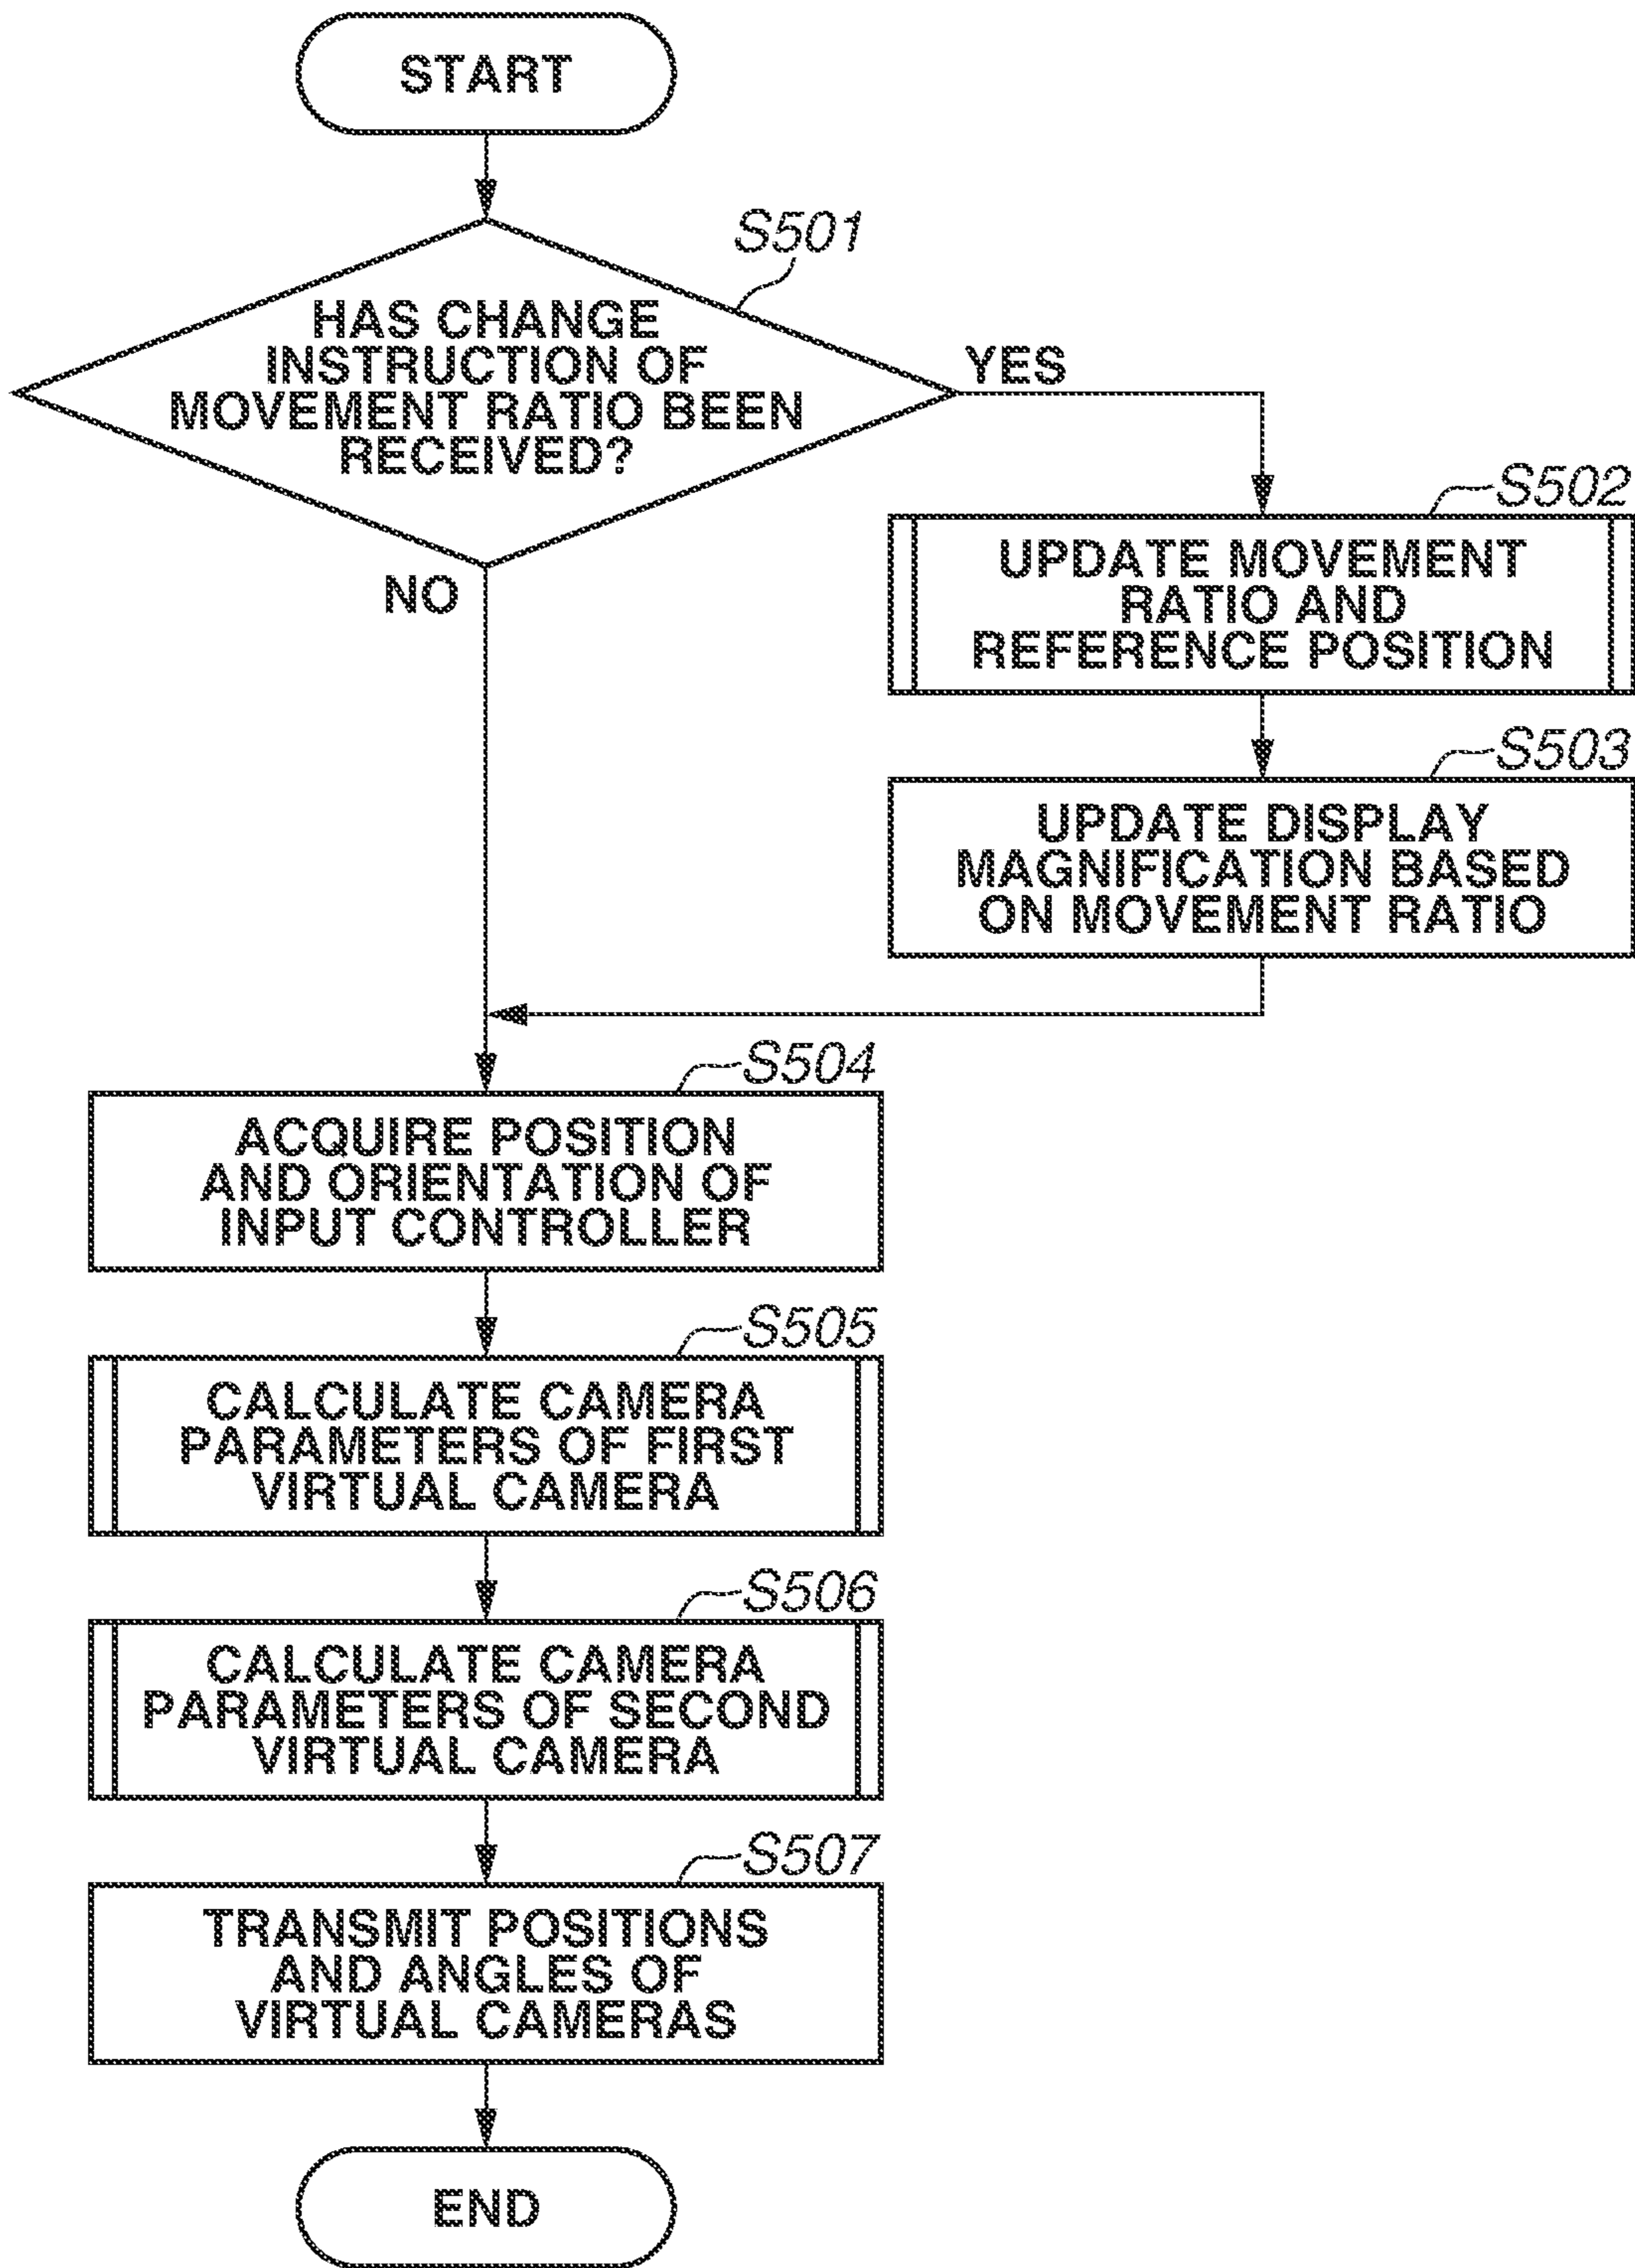 START
S501
HAS CHANGE
INSTRUCTION OF
MOVEMENT RATIO BEEN
RECEIVED?
YES
NO
S502
UPDATE MOVEMENT
RATIO AND
REFERENCE POSITION
S503
UPDATE DISPLAY
MAGNIFICATION BASED
ON MOVEMENT RATIO
S504
ACQUIRE POSITION
AND ORIENTATION OF
INPUT CONTROLLER
S505
CALCULATE CAMERA
PARAMETERS OF FIRST
VIRTUAL CAMERA
S506
CALCULATE CAMERA
PARAMETERS OF SECOND
VIRTUAL CAMERA
S507
TRANSMIT POSITIONS
AND ANGLES OF
VIRTUAL CAMERAS
END